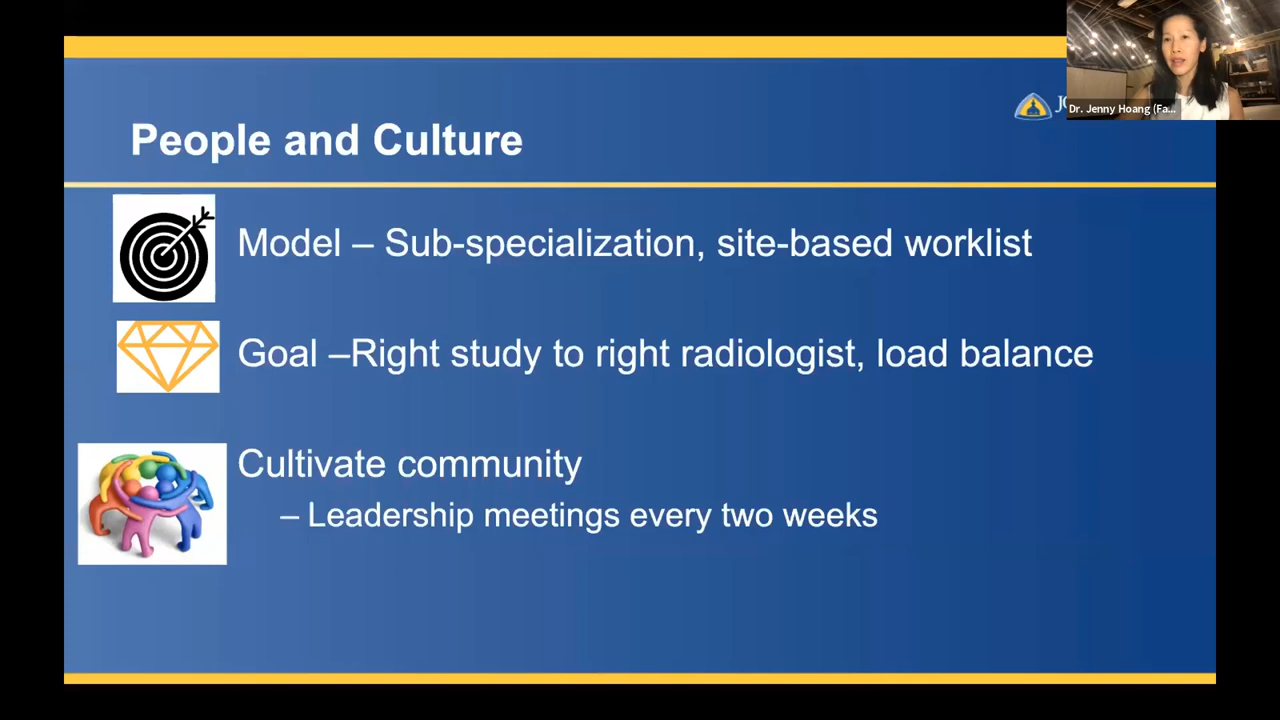 Dr. Jenny Hoang (Fa...
People and Culture
Model – Sub-specialization, site-based worklist
Goal –Right study to right radiologist, load balance
Cultivate community
– Leadership meetings every two weeks